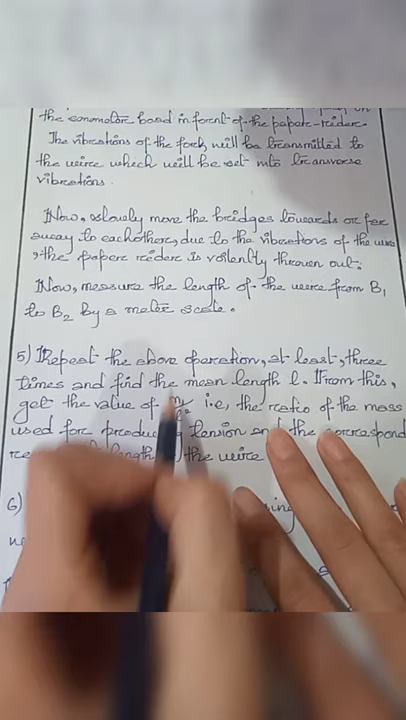 the sonometer board in foront of the paper-rider.
The vibrations of the fork will be transmitted to
the wire which will be set into transverse
vibrations.
Now, slowly move the bridges towards or far
away to eachother, due to the vibrations of the wire
, the paper rider is voilently thrown out.
Now, measure the length of the wire from B₁
to B₂ by a meter scale.
5) Repeat the above operation, at least, three
times and find the mean length l. From this,
get the value of i.e, the ratio of the mass
used for producing tension and the correspond
length the wire
6)